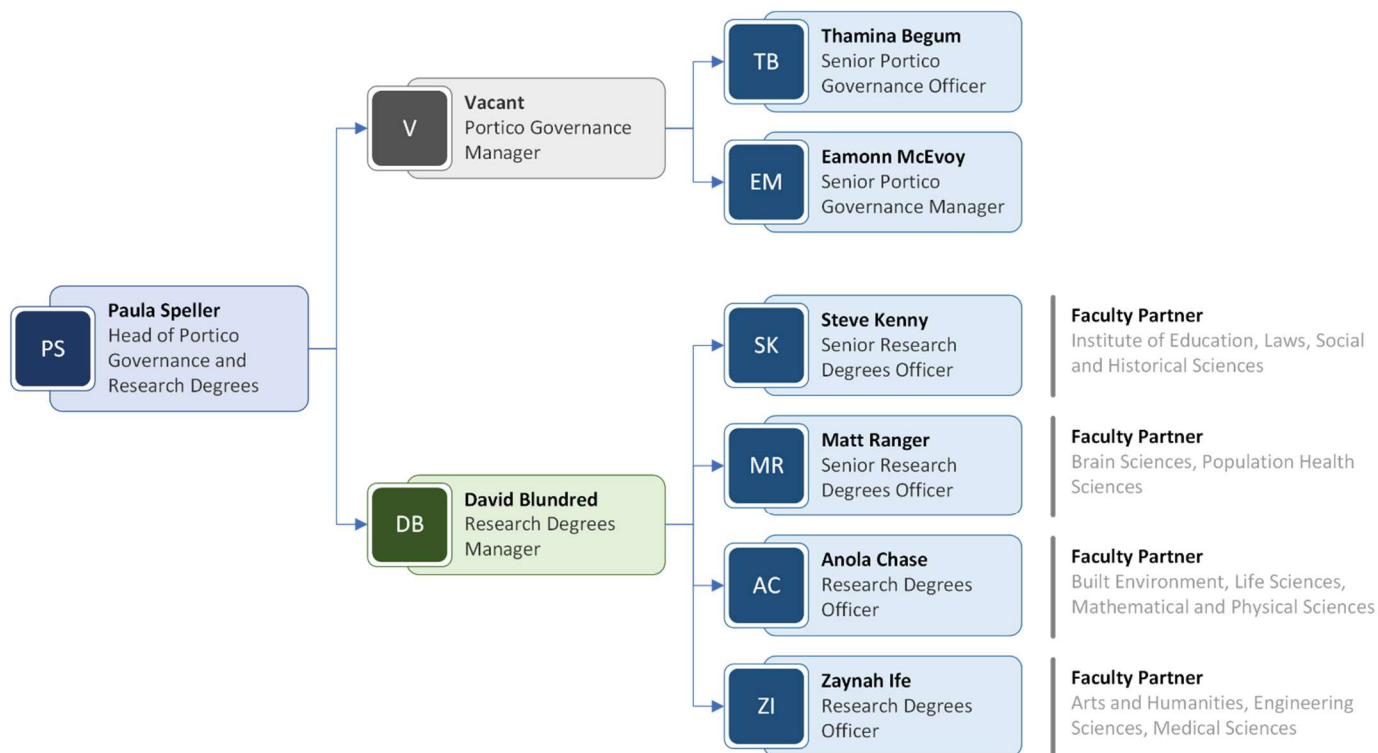 TB
Thamina Begum
Senior Portico
Governance Officer
V
Vacant
Portico Governance
Manager
EM
Eamonn McEvoy
Senior Portico
Governance Manager
PS
Paula Speller
Head of Portico
Governance and
Research Degrees
SK
Steve Kenny
Senior Research
Degrees Officer
Faculty Partner
Institute of Education, Laws, Social
and Historical Sciences
MR
Matt Ranger
Senior Research
Degrees Officer
Faculty Partner
Brain Sciences, Population Health
Sciences
DB
David Blundred
Research Degrees
Manager
AC
Anola Chase
Research Degrees
Officer
Faculty Partner
Built Environment, Life Sciences,
Mathematical and Physical Sciences
ZI
Zaynah Ife
Research Degrees
Officer
Faculty Partner
Arts and Humanities, Engineering
Sciences, Medical Sciences